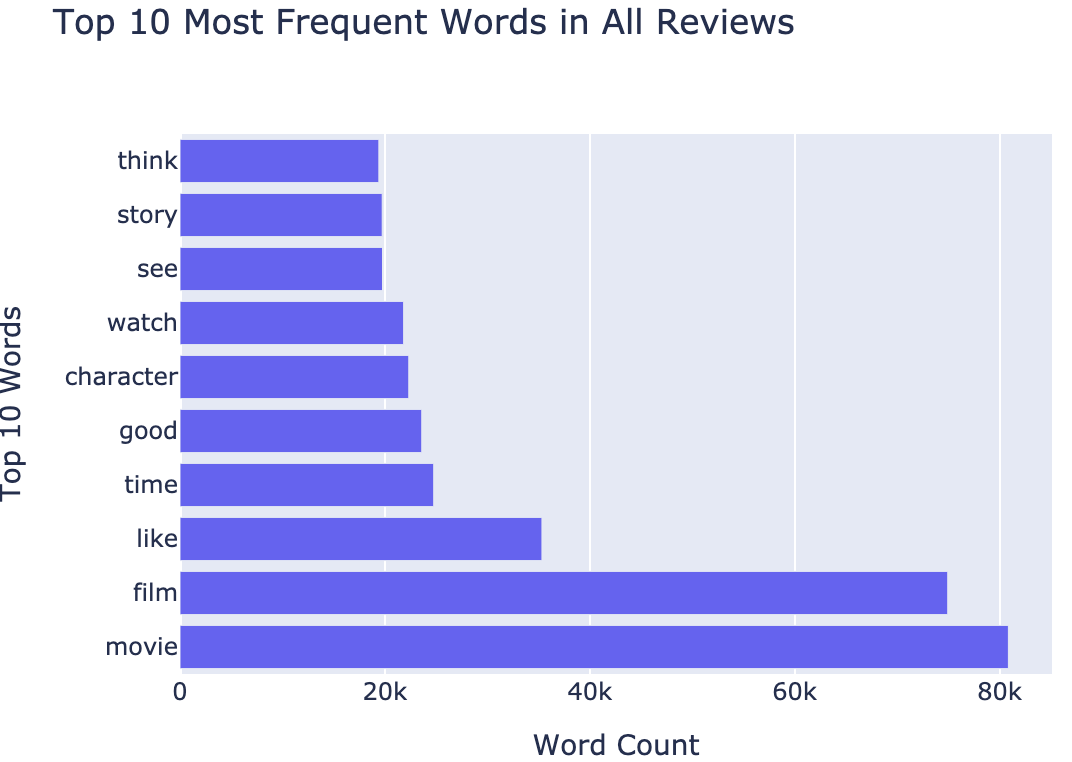 Top 10 Most Frequent Words in All Reviews
Top 10 Words
think
story
see
watch
character
good
time
like
film
movie
0 20k 40k 60k 80k
Word Count